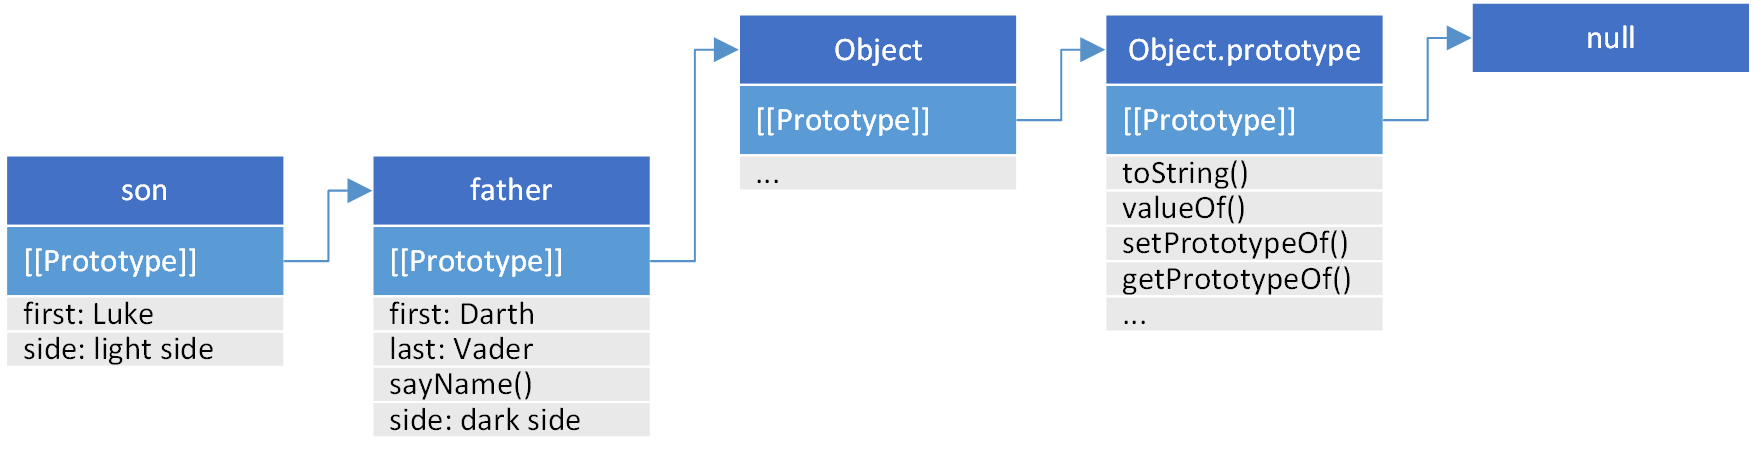 son
[[Prototype]]
first: Luke
side: light side
father
[[Prototype]]
first: Darth
last: Vader
sayName()
side: dark side
Object
[[Prototype]]
...
Object.prototype
[[Prototype]]
toString()
valueOf()
setPrototypeOf()
getPrototypeOf()
...
null